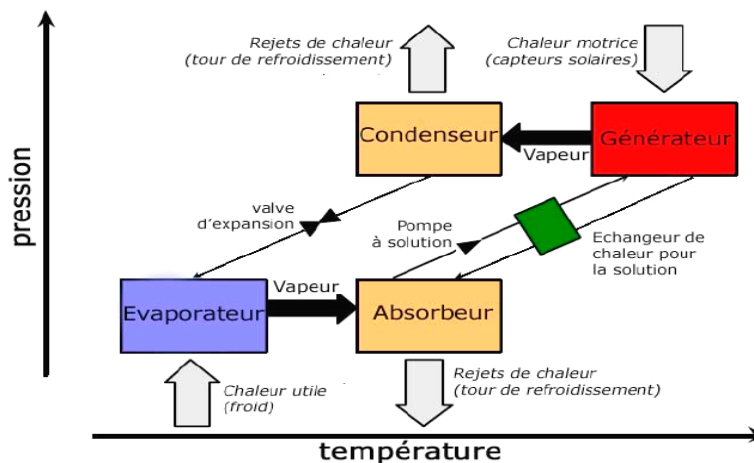 Rejets de chaleur
(tour de refroidissement)
Chaleur motrice
(capteurs solaires)
Condenseur
Générateur
Vapeur
valve
d'expansion
Pompe
à solution
Echangeur de
chaleur pour
la solution
Vapeur
Evaporateur
Absorbeur
Chaleur utile
(froid)
Rejets de chaleur
(tour de refroidissement)
pression
température